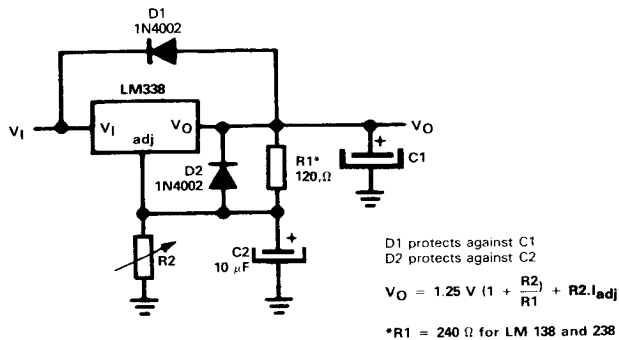 D1
1N4002
LM338
VI
VI
VO
adj
VO
D2
1N4002
R1*
120,Ω
+
C1
R2
C2
10 μF
+
D1 protects against C1
D2 protects against C2
VO = 1.25 V (1 + R2/R1) + R2.Iadj
*R1 = 240 Ω for LM 138 and 238